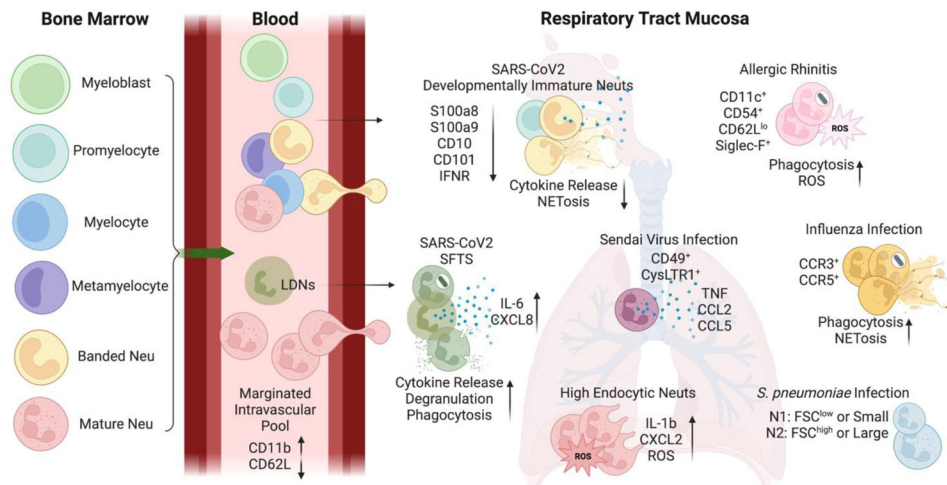 Bone Marrow
Myeloblast
Promyelocyte
Myelocyte
Metamyelocyte
Banded Neu
Mature Neu
Blood
LDNs
Marginated
Intravascular
Pool
CD11b
CD62L
Respiratory Tract Mucosa
SARS-CoV2
Developmentally Immature Neuts
S100a8
S100a9
CD10
CD101
IFNR
Cytokine Release
NETosis
Allergic Rhinitis
CD11c⁺
CD54⁺
CD62Lˡᵒ
Siglec-F⁺
ROS
Phagocytosis
ROS
SARS-CoV2
SFTS
IL-6
CXCL8
Cytokine Release
Degranulation
Phagocytosis
Sendai Virus Infection
CD49⁺
CysLTR1⁺
TNF
CCL2
CCL5
Influenza Infection
CCR3⁺
CCR5⁺
Phagocytosis
NETosis
High Endocytic Neuts
ROS
IL-1b
CXCL2
ROS
S. pneumoniae Infection
N1: FSCˡᵒʷ or Small
N2: FSCʰⁱᵍʰ or Large